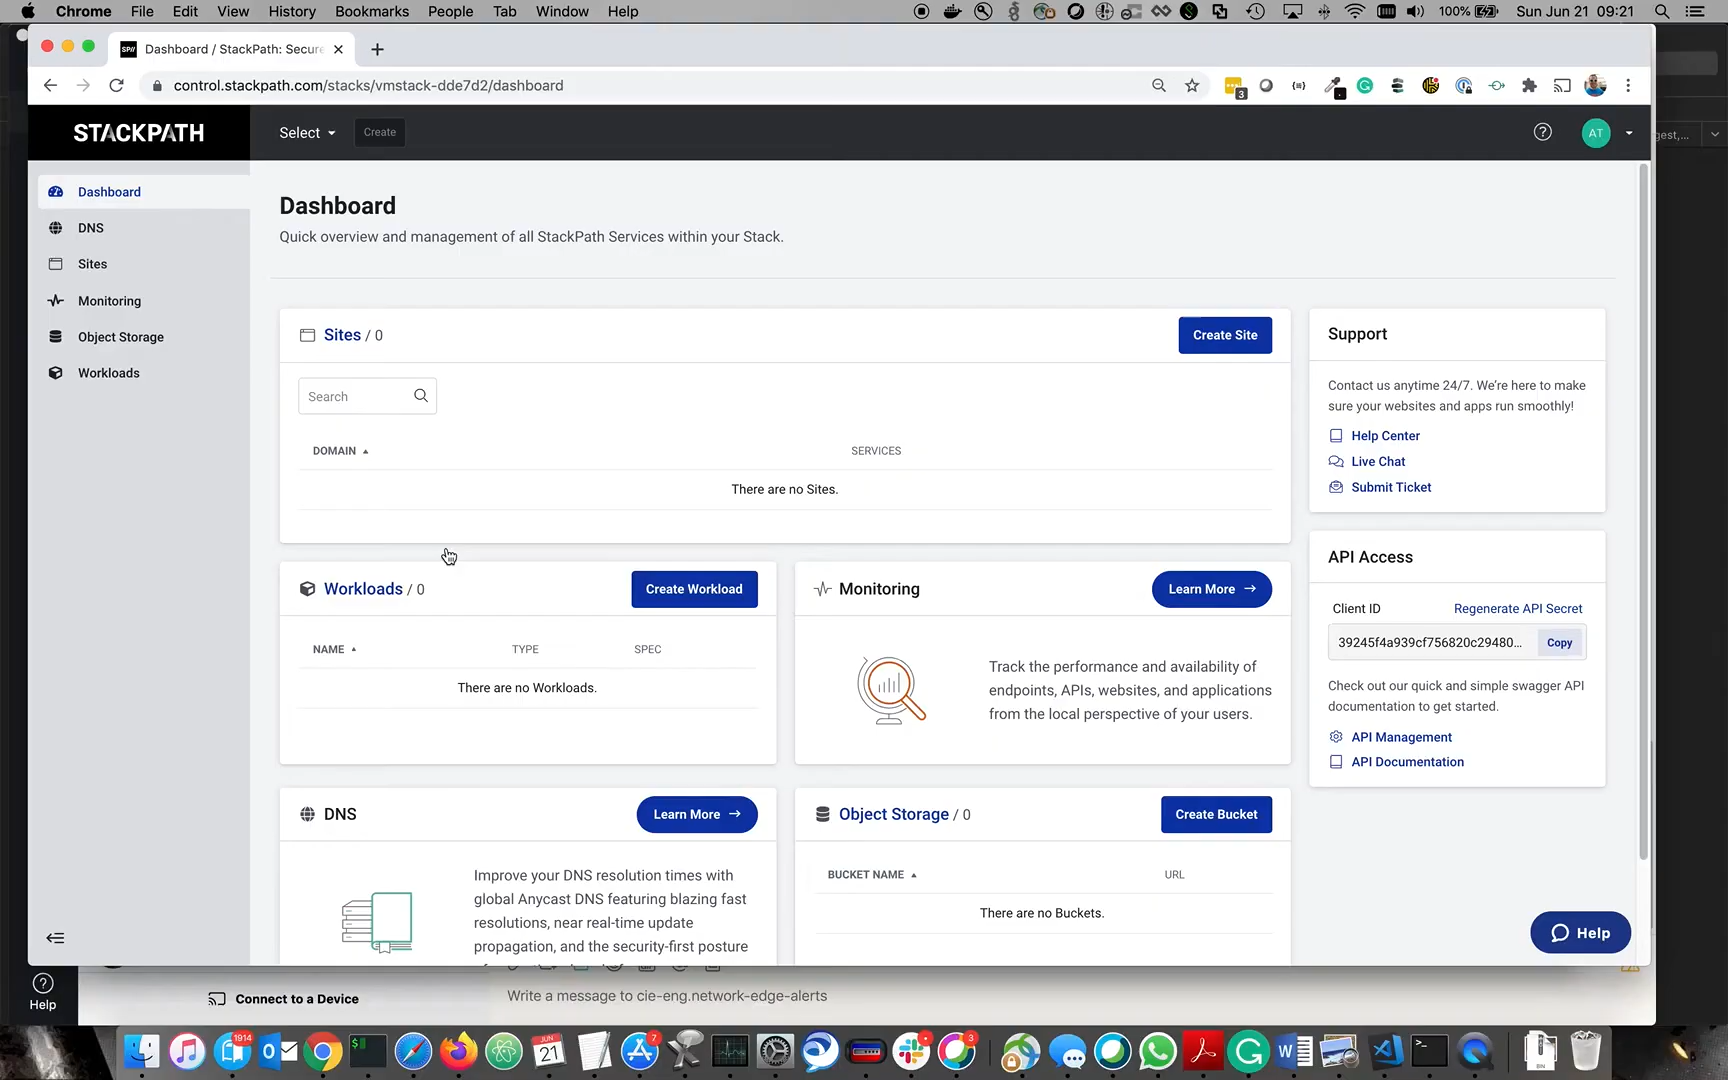 Chrome File Edit View History Bookmarks People Tab Window Help
100% Sun Jun 21 09:21
Dashboard / StackPath: Secure
control.stackpath.com/stacks/vmstack-dde7d2/dashboard
3
STACKPATH
Select
Create
AT
gest,...
Dashboard
DNS
Sites
Monitoring
Object Storage
Workloads
Dashboard
Quick overview and management of all StackPath Services within your Stack.
Sites / 0
Create Site
Search
DOMAIN
SERVICES
There are no Sites.
Workloads / 0
Create Workload
NAME
TYPE
SPEC
There are no Workloads.
Monitoring
Learn More
Track the performance and availability of
endpoints, APIs, websites, and applications
from the local perspective of your users.
DNS
Learn More
Improve your DNS resolution times with
global Anycast DNS featuring blazing fast
resolutions, near real-time update
propagation, and the security-first posture
Object Storage / 0
Create Bucket
BUCKET NAME
URL
There are no Buckets.
Support
Contact us anytime 24/7. We're here to make
sure your websites and apps run smoothly!
Help Center
Live Chat
Submit Ticket
API Access
Client ID
Regenerate API Secret
39245f4a939cf756820c29480...
Copy
Check out our quick and simple swagger API
documentation to get started.
API Management
API Documentation
Help
Help
Connect to a Device
Write a message to cie-eng.network-edge-alerts
1914
JUN
21
7
3